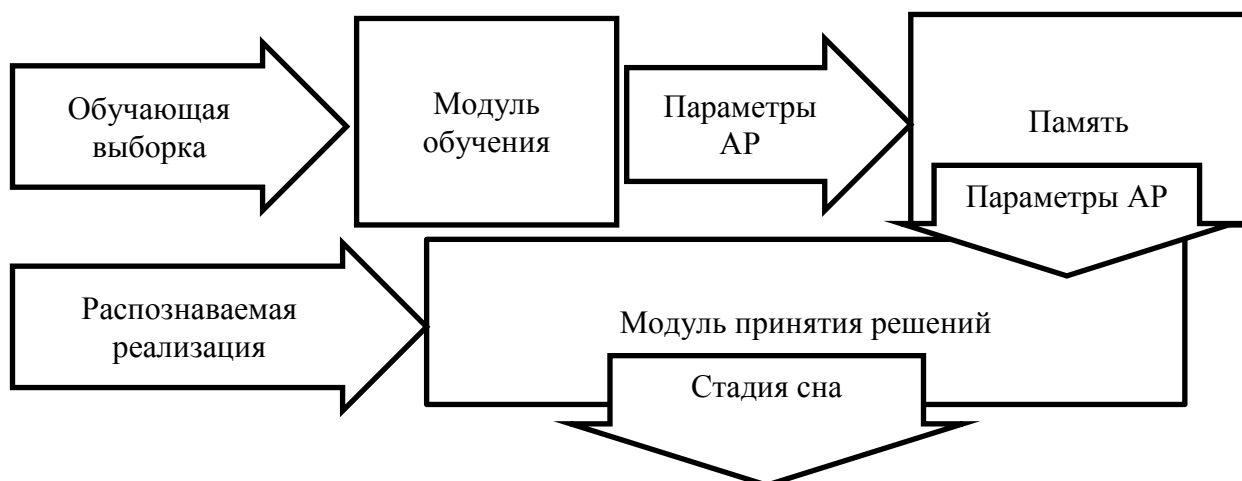 Обучающая
выборка
Модуль
обучения
Параметры
АР
Память
Параметры АР
Распознаваемая
реализация
Модуль принятия решений
Стадия сна